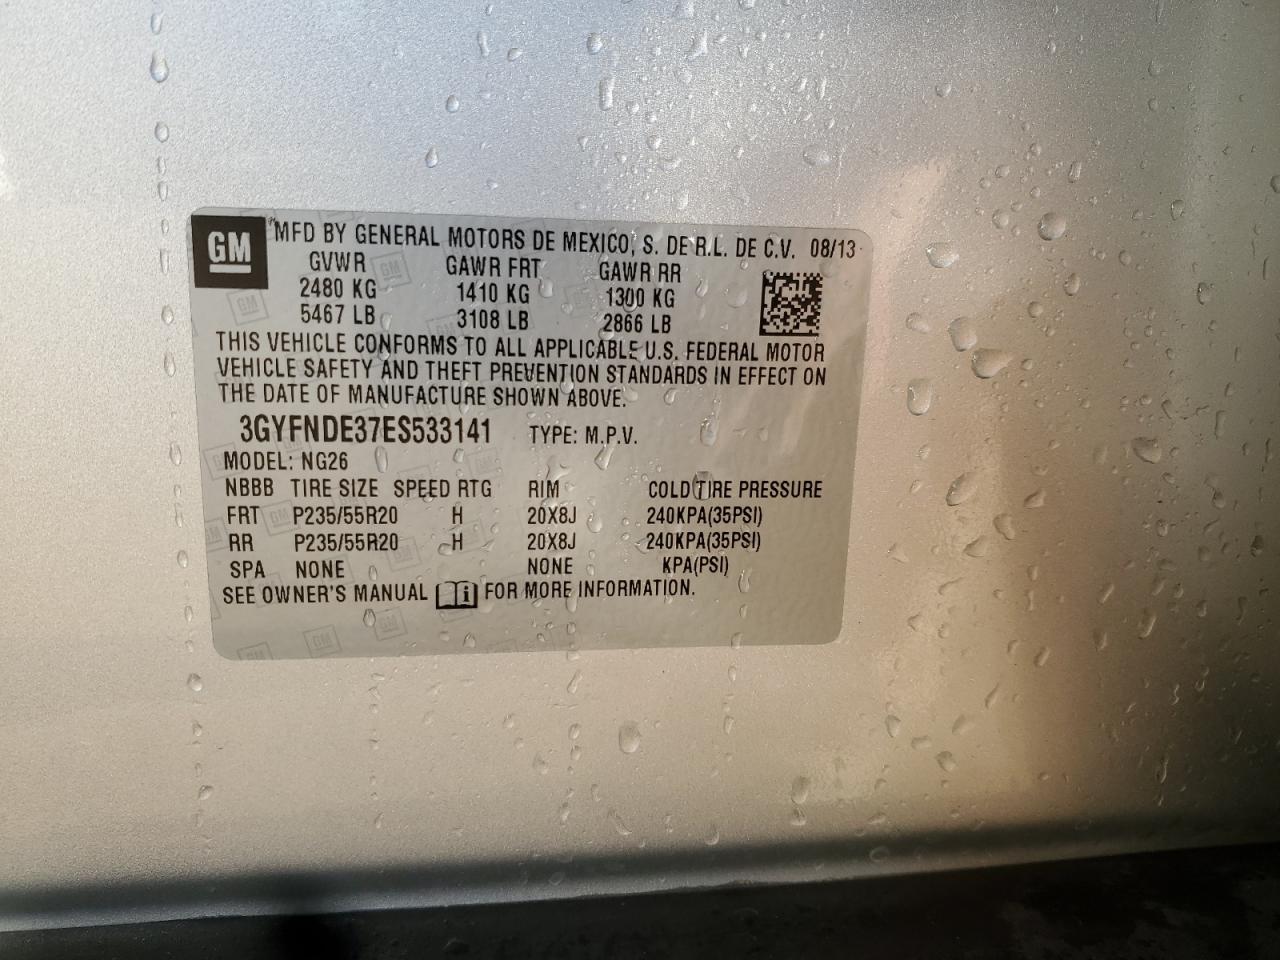 GM
MFD BY GENERAL MOTORS DE MEXICO, S. DE R.L. DE C.V. 08/13
GVWR GAWR FRT GAWR RR
2480 KG 1410 KG 1300 KG
5467 LB 3108 LB 2866 LB
THIS VEHICLE CONFORMS TO ALL APPLICABLE U.S. FEDERAL MOTOR
VEHICLE SAFETY AND THEFT PREVENTION STANDARDS IN EFFECT ON
THE DATE OF MANUFACTURE SHOWN ABOVE.
3GYFNDE37ES533141 TYPE: M.P.V.
MODEL: NG26
NBBB TIRE SIZE SPEED RTG RIM COLD TIRE PRESSURE
FRT P235/55R20 H 20X8J 240KPA(35PSI)
RR P235/55R20 H 20X8J 240KPA(35PSI)
SPA NONE NONE KPA(PSI)
SEE OWNER'S MANUAL FOR MORE INFORMATION.